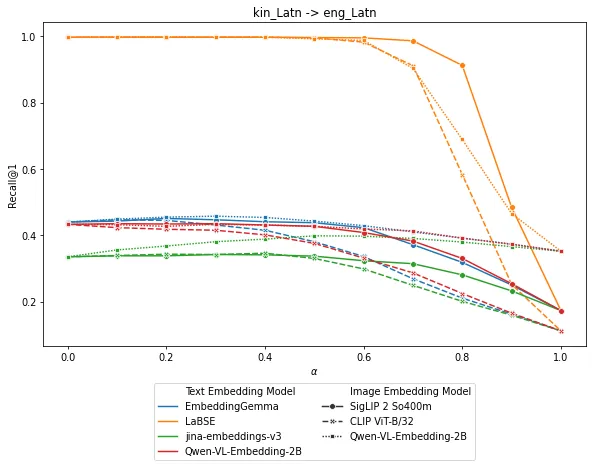 kin_Latn -> eng_Latn
Recall@1
1.0
0.8
0.6
0.4
0.2
0.0 0.2 0.4 0.6 0.8 1.0
α
Text Embedding Model Image Embedding Model
EmbeddingGemma SigLIP 2 So400m
LaBSE CLIP ViT-B/32
jina-embeddings-v3 Qwen-VL-Embedding-2B
Qwen-VL-Embedding-2B